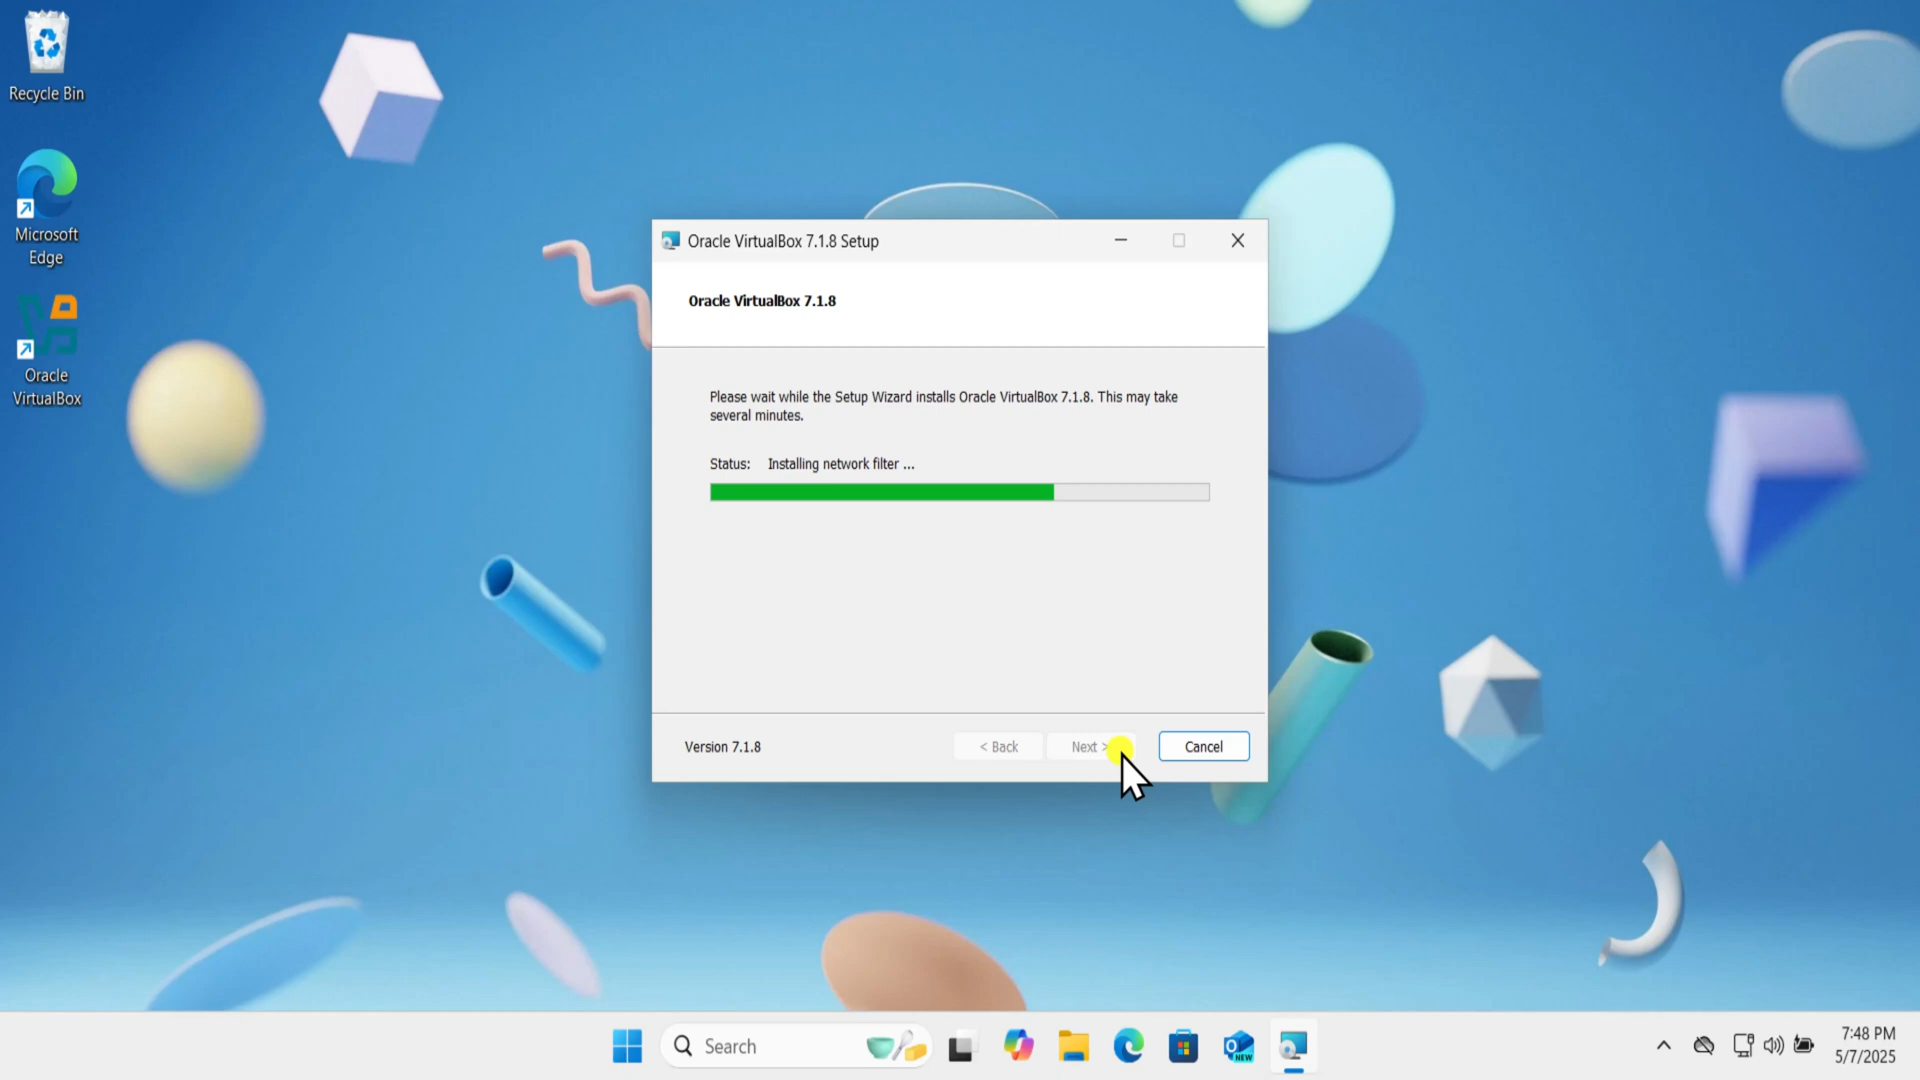 Recycle Bin
Microsoft
Edge
Oracle
VirtualBox
Oracle VirtualBox 7.1.8 Setup
Oracle VirtualBox 7.1.8
Please wait while the Setup Wizard installs Oracle VirtualBox 7.1.8. This may take
several minutes.
Status: Installing network filter ...
Version 7.1.8
< Back
Next >
Cancel
Search
NEW
7:48 PM
5/7/2025